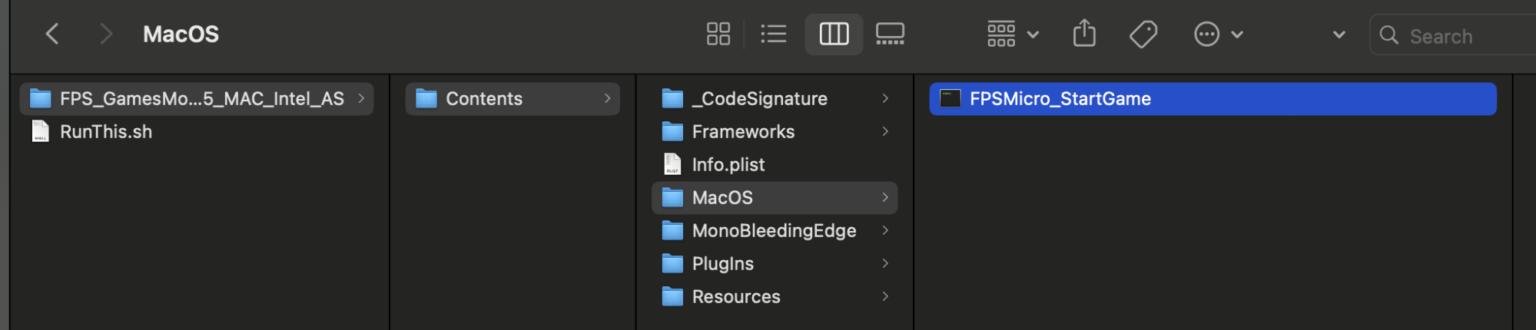 MacOS
Search
FPS_GamesMo...5_MAC_Intel_AS
RunThis.sh
Contents
_CodeSignature
Frameworks
Info.plist
MacOS
MonoBleedingEdge
PlugIns
Resources
FPSMicro_StartGame